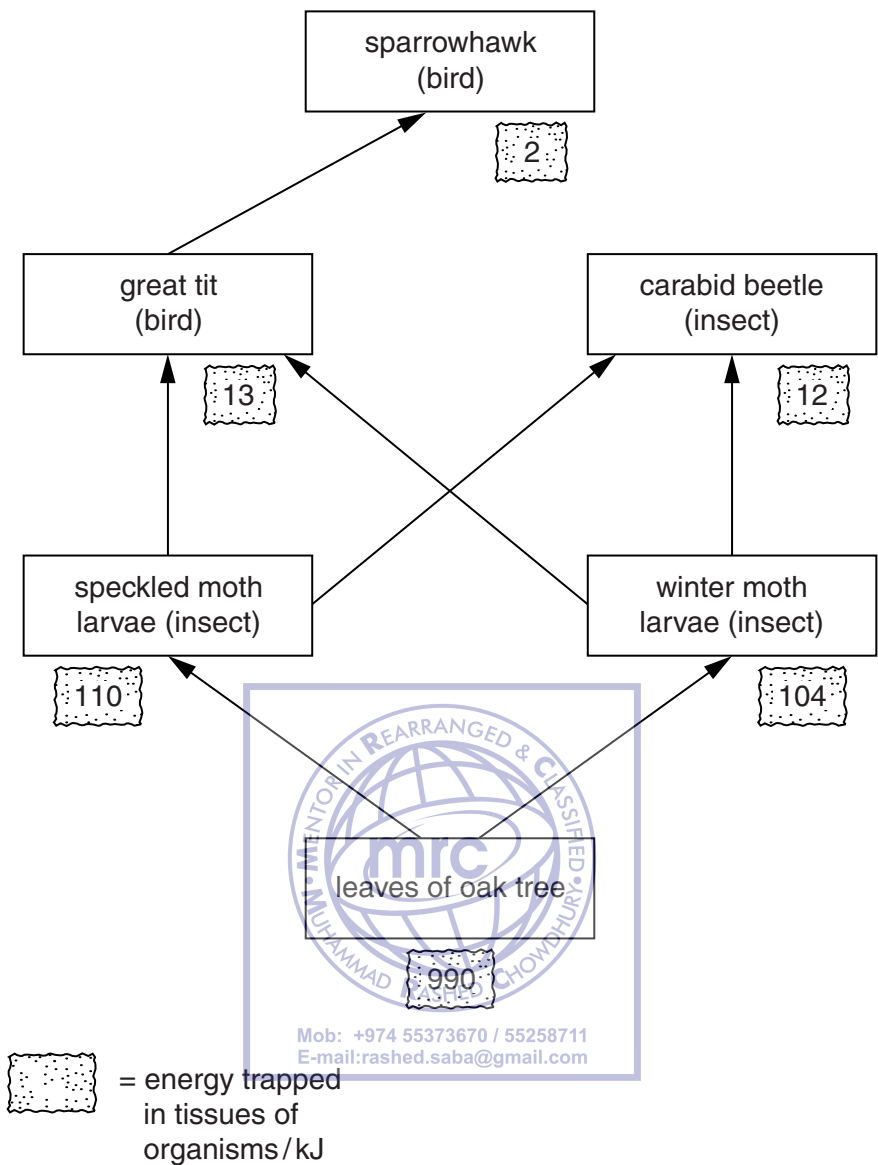 sparrowhawk
(bird)
2
great tit
(bird)
13
carabid beetle
(insect)
12
speckled moth
larvae (insect)
110
winter moth
larvae (insect)
104
MENTOR IN REARRANGED & CLASSIFIED
mrc
leaves of oak tree
MUHAMMAD RASHED CHOWDHURY
990
Mob: +974 55373670 / 55258711
E-mail:rashed.saba@gmail.com
= energy trapped
in tissues of
organisms / kJ